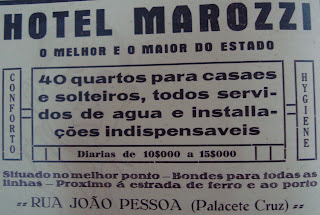 HOTEL MAROZZI
O MELHOR E O MAIOR DO ESTADO
CONFORTO
40 quartos para casaes
e solteiros, todos servi-
dos de agua e installa-
ções indispensaveis
HYGIENE
Diarias de 10$000 a 15$000
Situado no melhor ponto — Bondes para todas as
linhas — Proximo á estrada de ferro e ao porto
-- RUA JOÃO PESSOA (Palacete Cruz) --